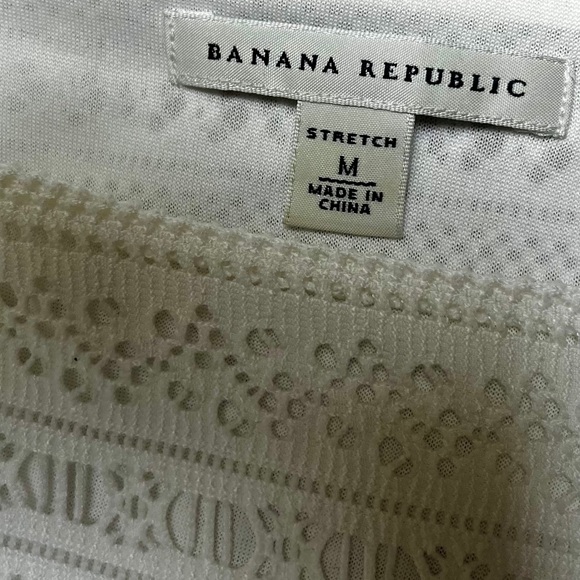 BANANA REPUBLIC
STRETCH
M
MADE IN
CHINA